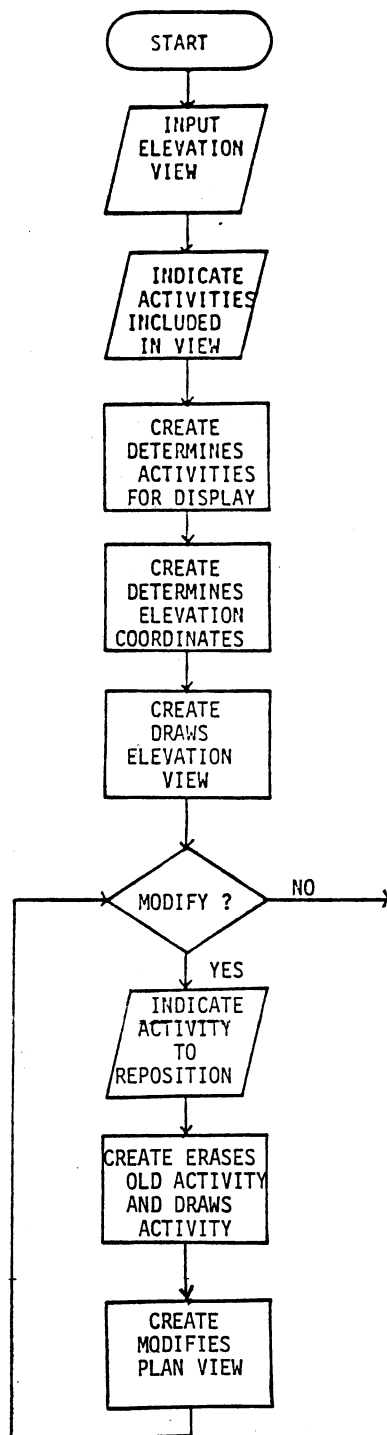 START
INPUT
ELEVATION
VIEW
INDICATE
ACTIVITIES
INCLUDED
IN VIEW
CREATE
DETERMINES
ACTIVITIES
FOR DISPLAY
CREATE
DETERMINES
ELEVATION
COORDINATES
CREATE
DRAWS
ELEVATION
VIEW
MODIFY ?
NO
YES
INDICATE
ACTIVITY
TO
REPOSITION
CREATE ERASES
OLD ACTIVITY
AND DRAWS
ACTIVITY
CREATE
MODIFIES
PLAN VIEW